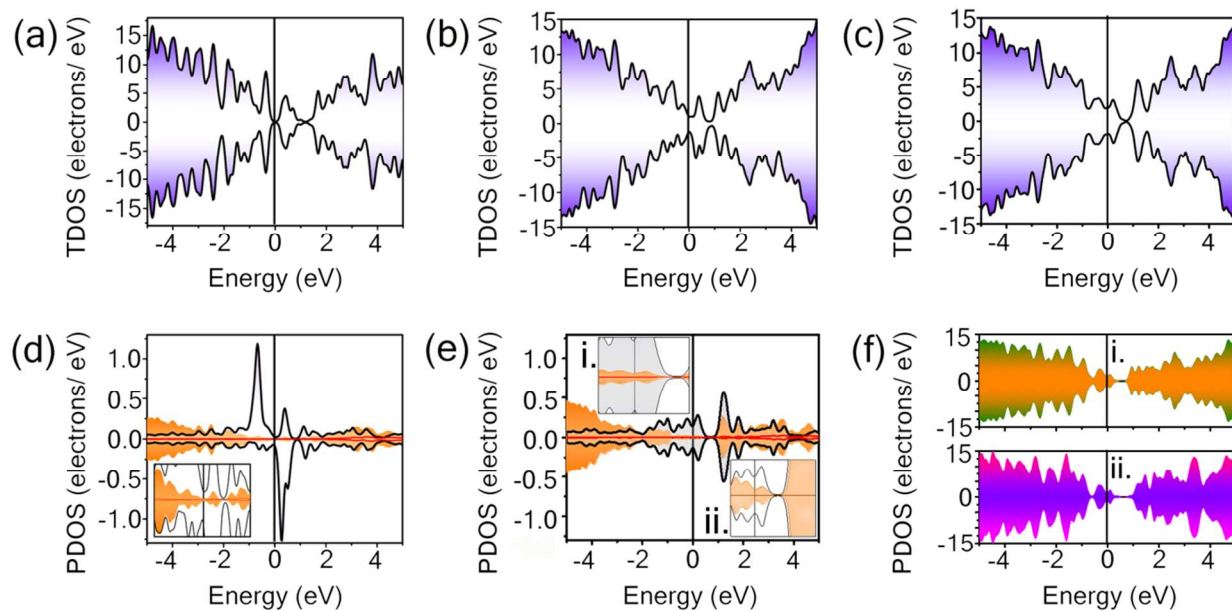 (a)
TDOS (electrons/ eV)
15
10
5
0
-5
-10
-15
-4 -2 0 2 4
Energy (eV)
(b)
TDOS (electrons/ eV)
15
10
5
0
-5
-10
-15
-4 -2 0 2 4
Energy (eV)
(c)
TDOS (electrons/ eV)
15
10
5
0
-5
-10
-15
-4 -2 0 2 4
Energy (eV)
(d)
PDOS (electrons/ eV)
1.0
0.5
0.0
-0.5
-1.0
-4 -2 0 2 4
Energy (eV)
(e)
PDOS (electrons/ eV)
1.0
0.5
0.0
-0.5
-1.0
i.
ii.
-4 -2 0 2 4
Energy (eV)
(f)
PDOS (electrons/ eV)
15
0
-15
i.
15
0
-15
ii.
-4 -2 0 2 4
Energy (eV)